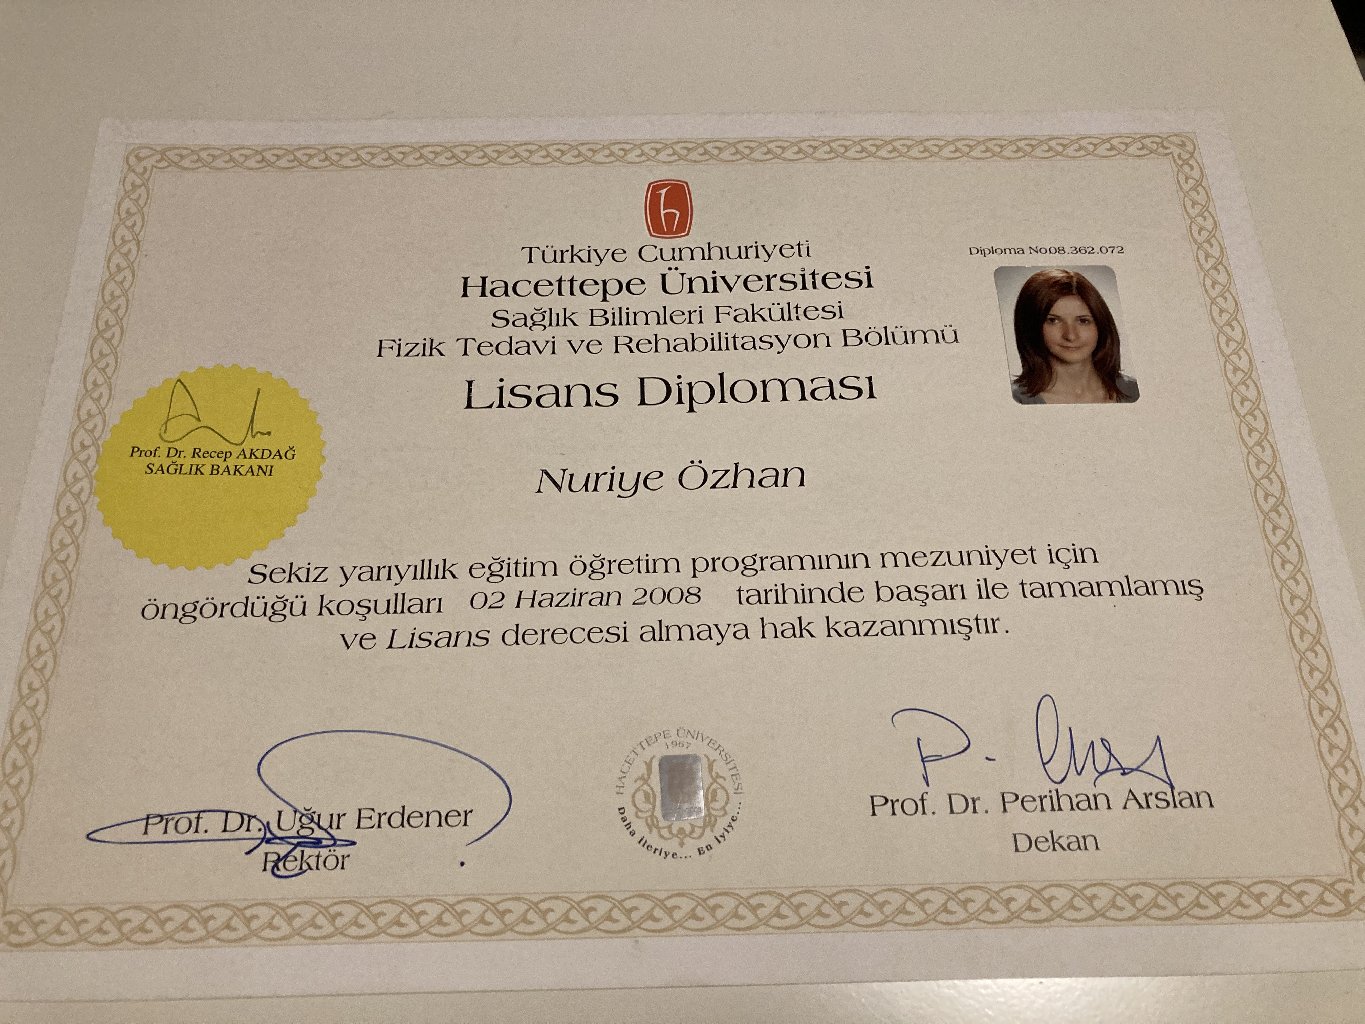 Türkiye Cumhuriyeti
Hacettepe Üniversitesi
Sağlık Bilimleri Fakültesi
Fizik Tedavi ve Rehabilitasyon Bölümü
Lisans Diploması
Diploma No08.362.072
Prof. Dr. Recep AKDAĞ
SAĞLIK BAKANI
Nuriye Özhan
Sekiz yarıyıllık eğitim öğretim programının mezuniyet için
öngördüğü koşulları 02 Haziran 2008 tarihinde başarı ile tamamlamış
ve Lisans derecesi almaya hak kazanmıştır.
Prof. Dr. Uğur Erdener
Rektör
HACETTEPE ÜNİVERSİTESİ
1967
Daha ileriye... En iyiye...
Prof. Dr. Perihan Arslan
Dekan